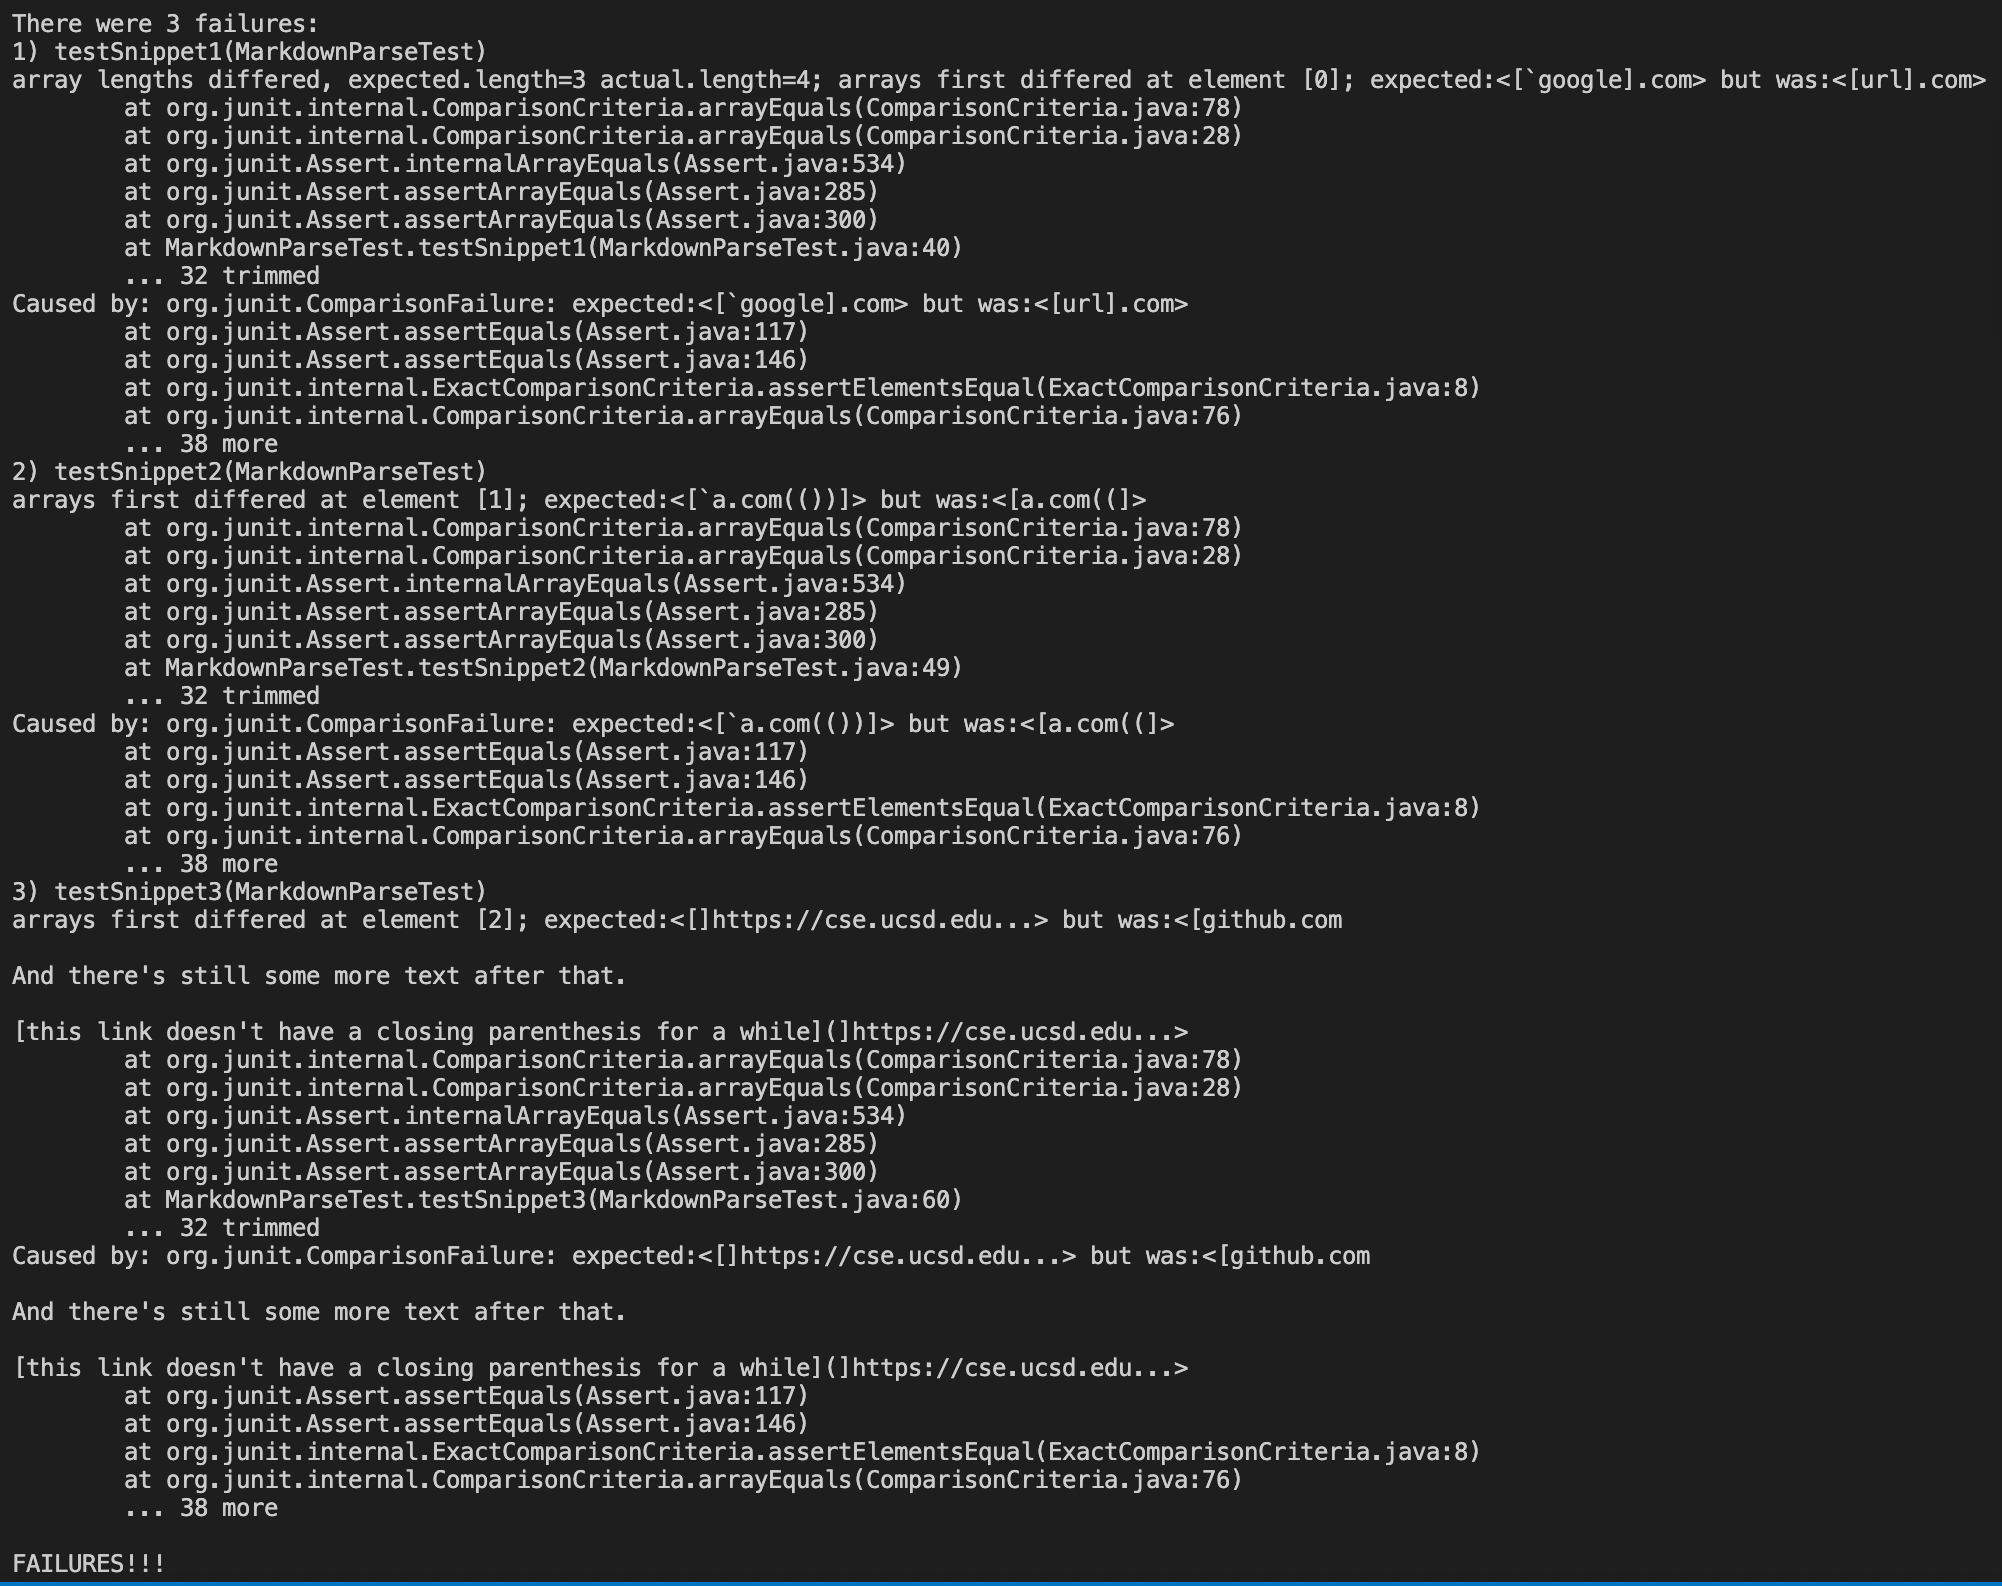 There were 3 failures:
1) testSnippet1(MarkdownParseTest)
array lengths differed, expected.length=3 actual.length=4; arrays first differed at element [0]; expected:<[`google].com> but was:<[url].com>
        at org.junit.internal.ComparisonCriteria.arrayEquals(ComparisonCriteria.java:78)
        at org.junit.internal.ComparisonCriteria.arrayEquals(ComparisonCriteria.java:28)
        at org.junit.Assert.internalArrayEquals(Assert.java:534)
        at org.junit.Assert.assertArrayEquals(Assert.java:285)
        at org.junit.Assert.assertArrayEquals(Assert.java:300)
        at MarkdownParseTest.testSnippet1(MarkdownParseTest.java:40)
        ... 32 trimmed
Caused by: org.junit.ComparisonFailure: expected:<[`google].com> but was:<[url].com>
        at org.junit.Assert.assertEquals(Assert.java:117)
        at org.junit.Assert.assertEquals(Assert.java:146)
        at org.junit.internal.ExactComparisonCriteria.assertElementsEqual(ExactComparisonCriteria.java:8)
        at org.junit.internal.ComparisonCriteria.arrayEquals(ComparisonCriteria.java:76)
        ... 38 more
2) testSnippet2(MarkdownParseTest)
arrays first differed at element [1]; expected:<[`a.com(())]> but was:<[a.com((]>
        at org.junit.internal.ComparisonCriteria.arrayEquals(ComparisonCriteria.java:78)
        at org.junit.internal.ComparisonCriteria.arrayEquals(ComparisonCriteria.java:28)
        at org.junit.Assert.internalArrayEquals(Assert.java:534)
        at org.junit.Assert.assertArrayEquals(Assert.java:285)
        at org.junit.Assert.assertArrayEquals(Assert.java:300)
        at MarkdownParseTest.testSnippet2(MarkdownParseTest.java:49)
        ... 32 trimmed
Caused by: org.junit.ComparisonFailure: expected:<[`a.com(())]> but was:<[a.com((]>
        at org.junit.Assert.assertEquals(Assert.java:117)
        at org.junit.Assert.assertEquals(Assert.java:146)
        at org.junit.internal.ExactComparisonCriteria.assertElementsEqual(ExactComparisonCriteria.java:8)
        at org.junit.internal.ComparisonCriteria.arrayEquals(ComparisonCriteria.java:76)
        ... 38 more
3) testSnippet3(MarkdownParseTest)
arrays first differed at element [2]; expected:<[]https://cse.ucsd.edu...> but was:<[github.com

And there's still some more text after that.

[this link doesn't have a closing parenthesis for a while](]https://cse.ucsd.edu...>
        at org.junit.internal.ComparisonCriteria.arrayEquals(ComparisonCriteria.java:78)
        at org.junit.internal.ComparisonCriteria.arrayEquals(ComparisonCriteria.java:28)
        at org.junit.Assert.internalArrayEquals(Assert.java:534)
        at org.junit.Assert.assertArrayEquals(Assert.java:285)
        at org.junit.Assert.assertArrayEquals(Assert.java:300)
        at MarkdownParseTest.testSnippet3(MarkdownParseTest.java:60)
        ... 32 trimmed
Caused by: org.junit.ComparisonFailure: expected:<[]https://cse.ucsd.edu...> but was:<[github.com

And there's still some more text after that.

[this link doesn't have a closing parenthesis for a while](]https://cse.ucsd.edu...>
        at org.junit.Assert.assertEquals(Assert.java:117)
        at org.junit.Assert.assertEquals(Assert.java:146)
        at org.junit.internal.ExactComparisonCriteria.assertElementsEqual(ExactComparisonCriteria.java:8)
        at org.junit.internal.ComparisonCriteria.arrayEquals(ComparisonCriteria.java:76)
        ... 38 more

FAILURES!!!